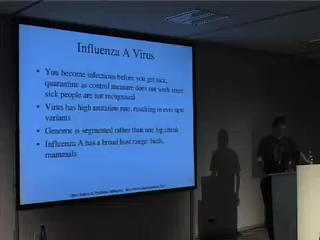 Influenza A Virus
• You become infectious before you get sick,
quarantine as control measure does not work since
sick people are not recognised
• Virus has high mutation rate, resulting in ever new
variants
• Genome is segmented rather than one big chunk
• Influenza A has a broad host range: birds,
mammals